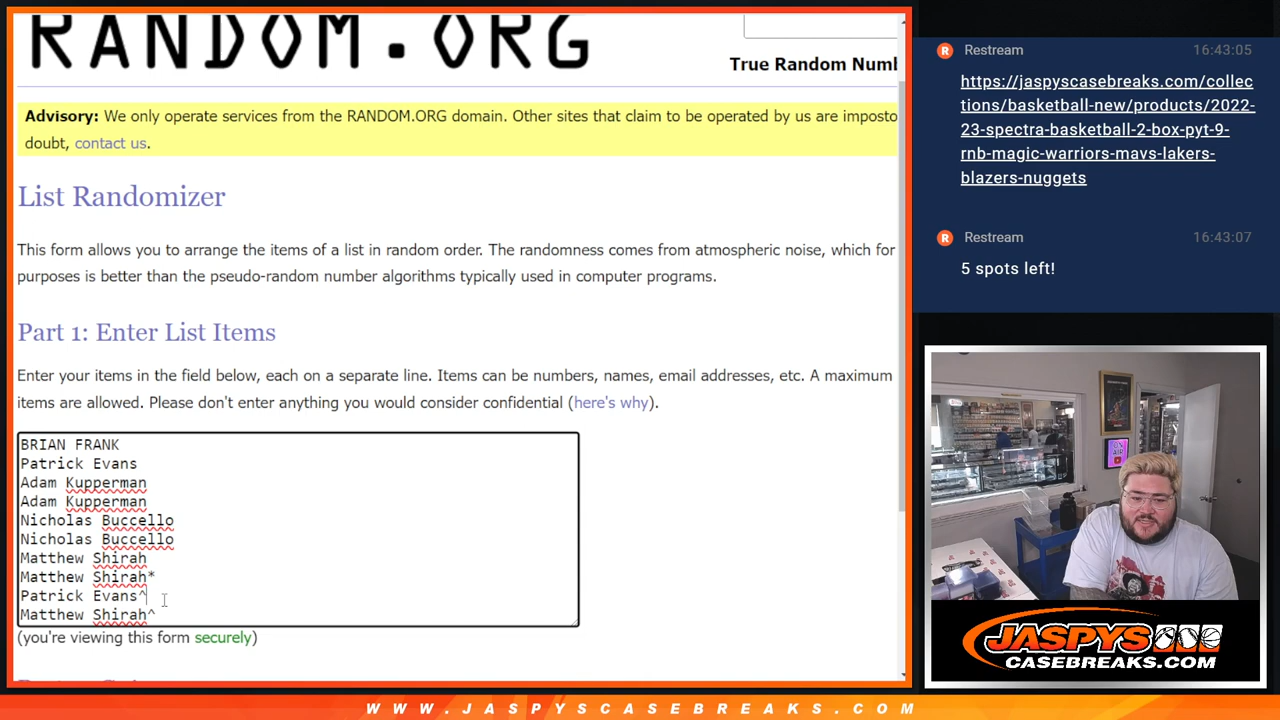 RANDOM.ORG
True Random Numb
Advisory: We only operate services from the RANDOM.ORG domain. Other sites that claim to be operated by us are imposto
doubt, contact us.
List Randomizer
This form allows you to arrange the items of a list in random order. The randomness comes from atmospheric noise, which for
purposes is better than the pseudo-random number algorithms typically used in computer programs.
Part 1: Enter List Items
Enter your items in the field below, each on a separate line. Items can be numbers, names, email addresses, etc. A maximum
items are allowed. Please don't enter anything you would consider confidential (here's why).
BRIAN FRANK
Patrick Evans
Adam Kupperman
Adam Kupperman
Nicholas Buccello
Nicholas Buccello
Matthew Shirah
Matthew Shirah*
Patrick Evans^
Matthew Shirah^
(you're viewing this form securely)
Restream 16:43:05
https://jaspyscasebreaks.com/collec
tions/basketball-new/products/2022-
23-spectra-basketball-2-box-pyt-9-
rnb-magic-warriors-mavs-lakers-
blazers-nuggets
Restream 16:43:07
5 spots left!
ON AIR
JASPYS
CASEBREAKS.COM
WWW.JASPYSCASEBREAKS.COM